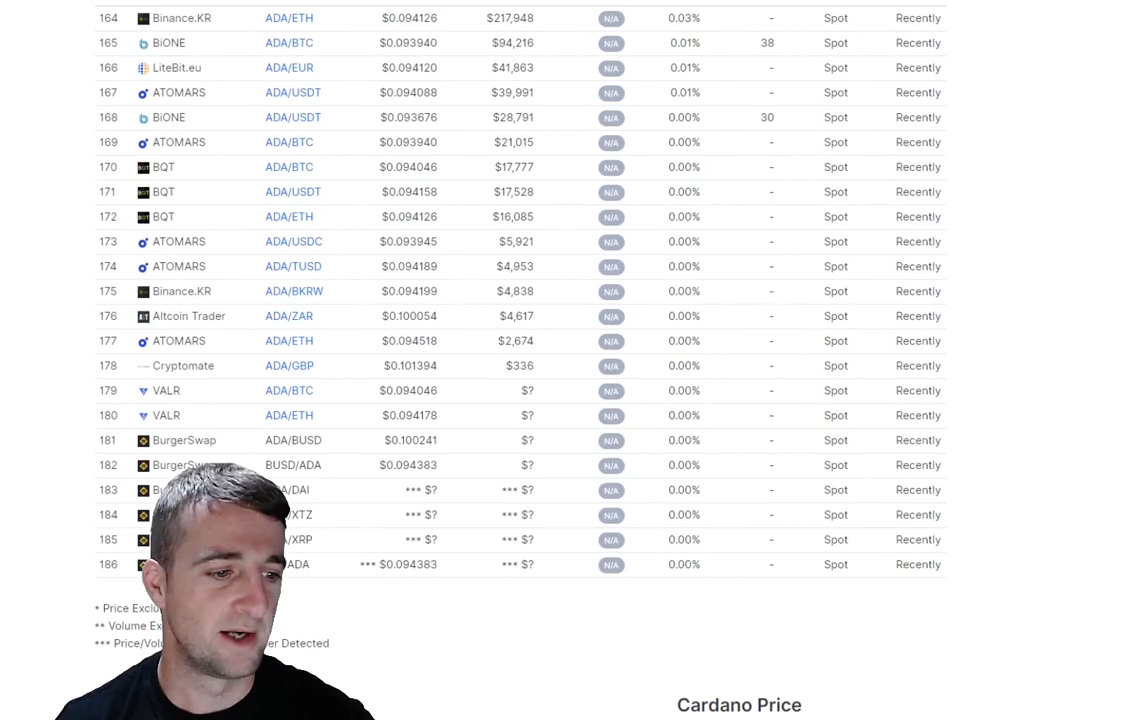 164 Binance.KR ADA/ETH $0.094126 $217,948 N/A 0.03% - Spot Recently
165 BiONE ADA/BTC $0.093940 $94,216 N/A 0.01% 38 Spot Recently
166 LiteBit.eu ADA/EUR $0.094120 $41,863 N/A 0.01% - Spot Recently
167 ATOMARS ADA/USDT $0.094088 $39,991 N/A 0.01% - Spot Recently
168 BiONE ADA/USDT $0.093676 $28,791 N/A 0.00% 30 Spot Recently
169 ATOMARS ADA/BTC $0.093940 $21,015 N/A 0.00% - Spot Recently
170 BQT ADA/BTC $0.094046 $17,777 N/A 0.00% - Spot Recently
171 BQT ADA/USDT $0.094158 $17,528 N/A 0.00% - Spot Recently
172 BQT ADA/ETH $0.094126 $16,085 N/A 0.00% - Spot Recently
173 ATOMARS ADA/USDC $0.093945 $5,921 N/A 0.00% - Spot Recently
174 ATOMARS ADA/TUSD $0.094189 $4,953 N/A 0.00% - Spot Recently
175 Binance.KR ADA/BKRW $0.094199 $4,838 N/A 0.00% - Spot Recently
176 Altcoin Trader ADA/ZAR $0.100054 $4,617 N/A 0.00% - Spot Recently
177 ATOMARS ADA/ETH $0.094518 $2,674 N/A 0.00% - Spot Recently
178 Cryptomate ADA/GBP $0.101394 $336 N/A 0.00% - Spot Recently
179 VALR ADA/BTC $0.094046 $? N/A 0.00% - Spot Recently
180 VALR ADA/ETH $0.094178 $? N/A 0.00% - Spot Recently
181 BurgerSwap ADA/BUSD $0.100241 $? N/A 0.00% - Spot Recently
182 BurgerSwap BUSD/ADA $0.094383 $? N/A 0.00% - Spot Recently
183 Bu A/DAI *** $? *** $? N/A 0.00% - Spot Recently
184 /XTZ *** $? *** $? N/A 0.00% - Spot Recently
185 A/XRP *** $? *** $? N/A 0.00% - Spot Recently
186 ADA *** $0.094383 *** $? N/A 0.00% - Spot Recently
* Price Exclu
** Volume Ex
*** Price/Volu er Detected
Cardano Price